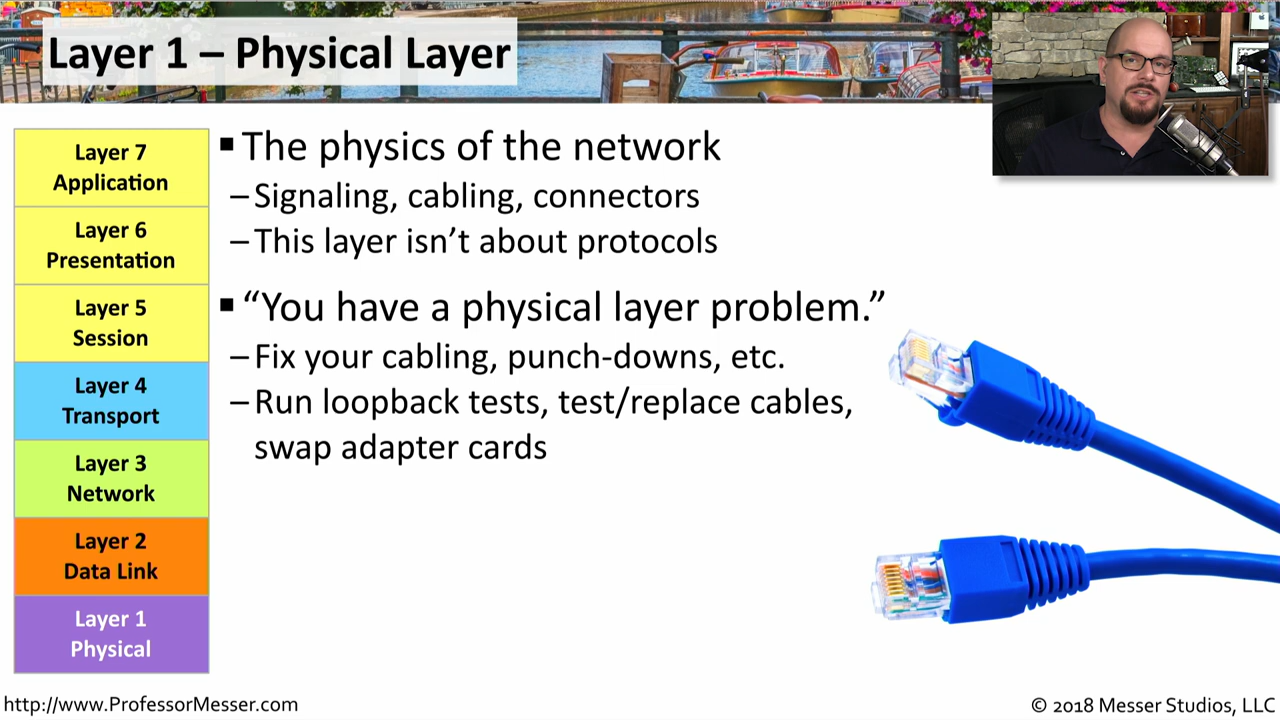 Layer 1 – Physical Layer
Layer 7
Application
Layer 6
Presentation
Layer 5
Session
Layer 4
Transport
Layer 3
Network
Layer 2
Data Link
Layer 1
Physical
▪ The physics of the network
– Signaling, cabling, connectors
– This layer isn’t about protocols
▪ “You have a physical layer problem.”
– Fix your cabling, punch-downs, etc.
– Run loopback tests, test/replace cables,
swap adapter cards
http://www.ProfessorMesser.com
© 2018 Messer Studios, LLC